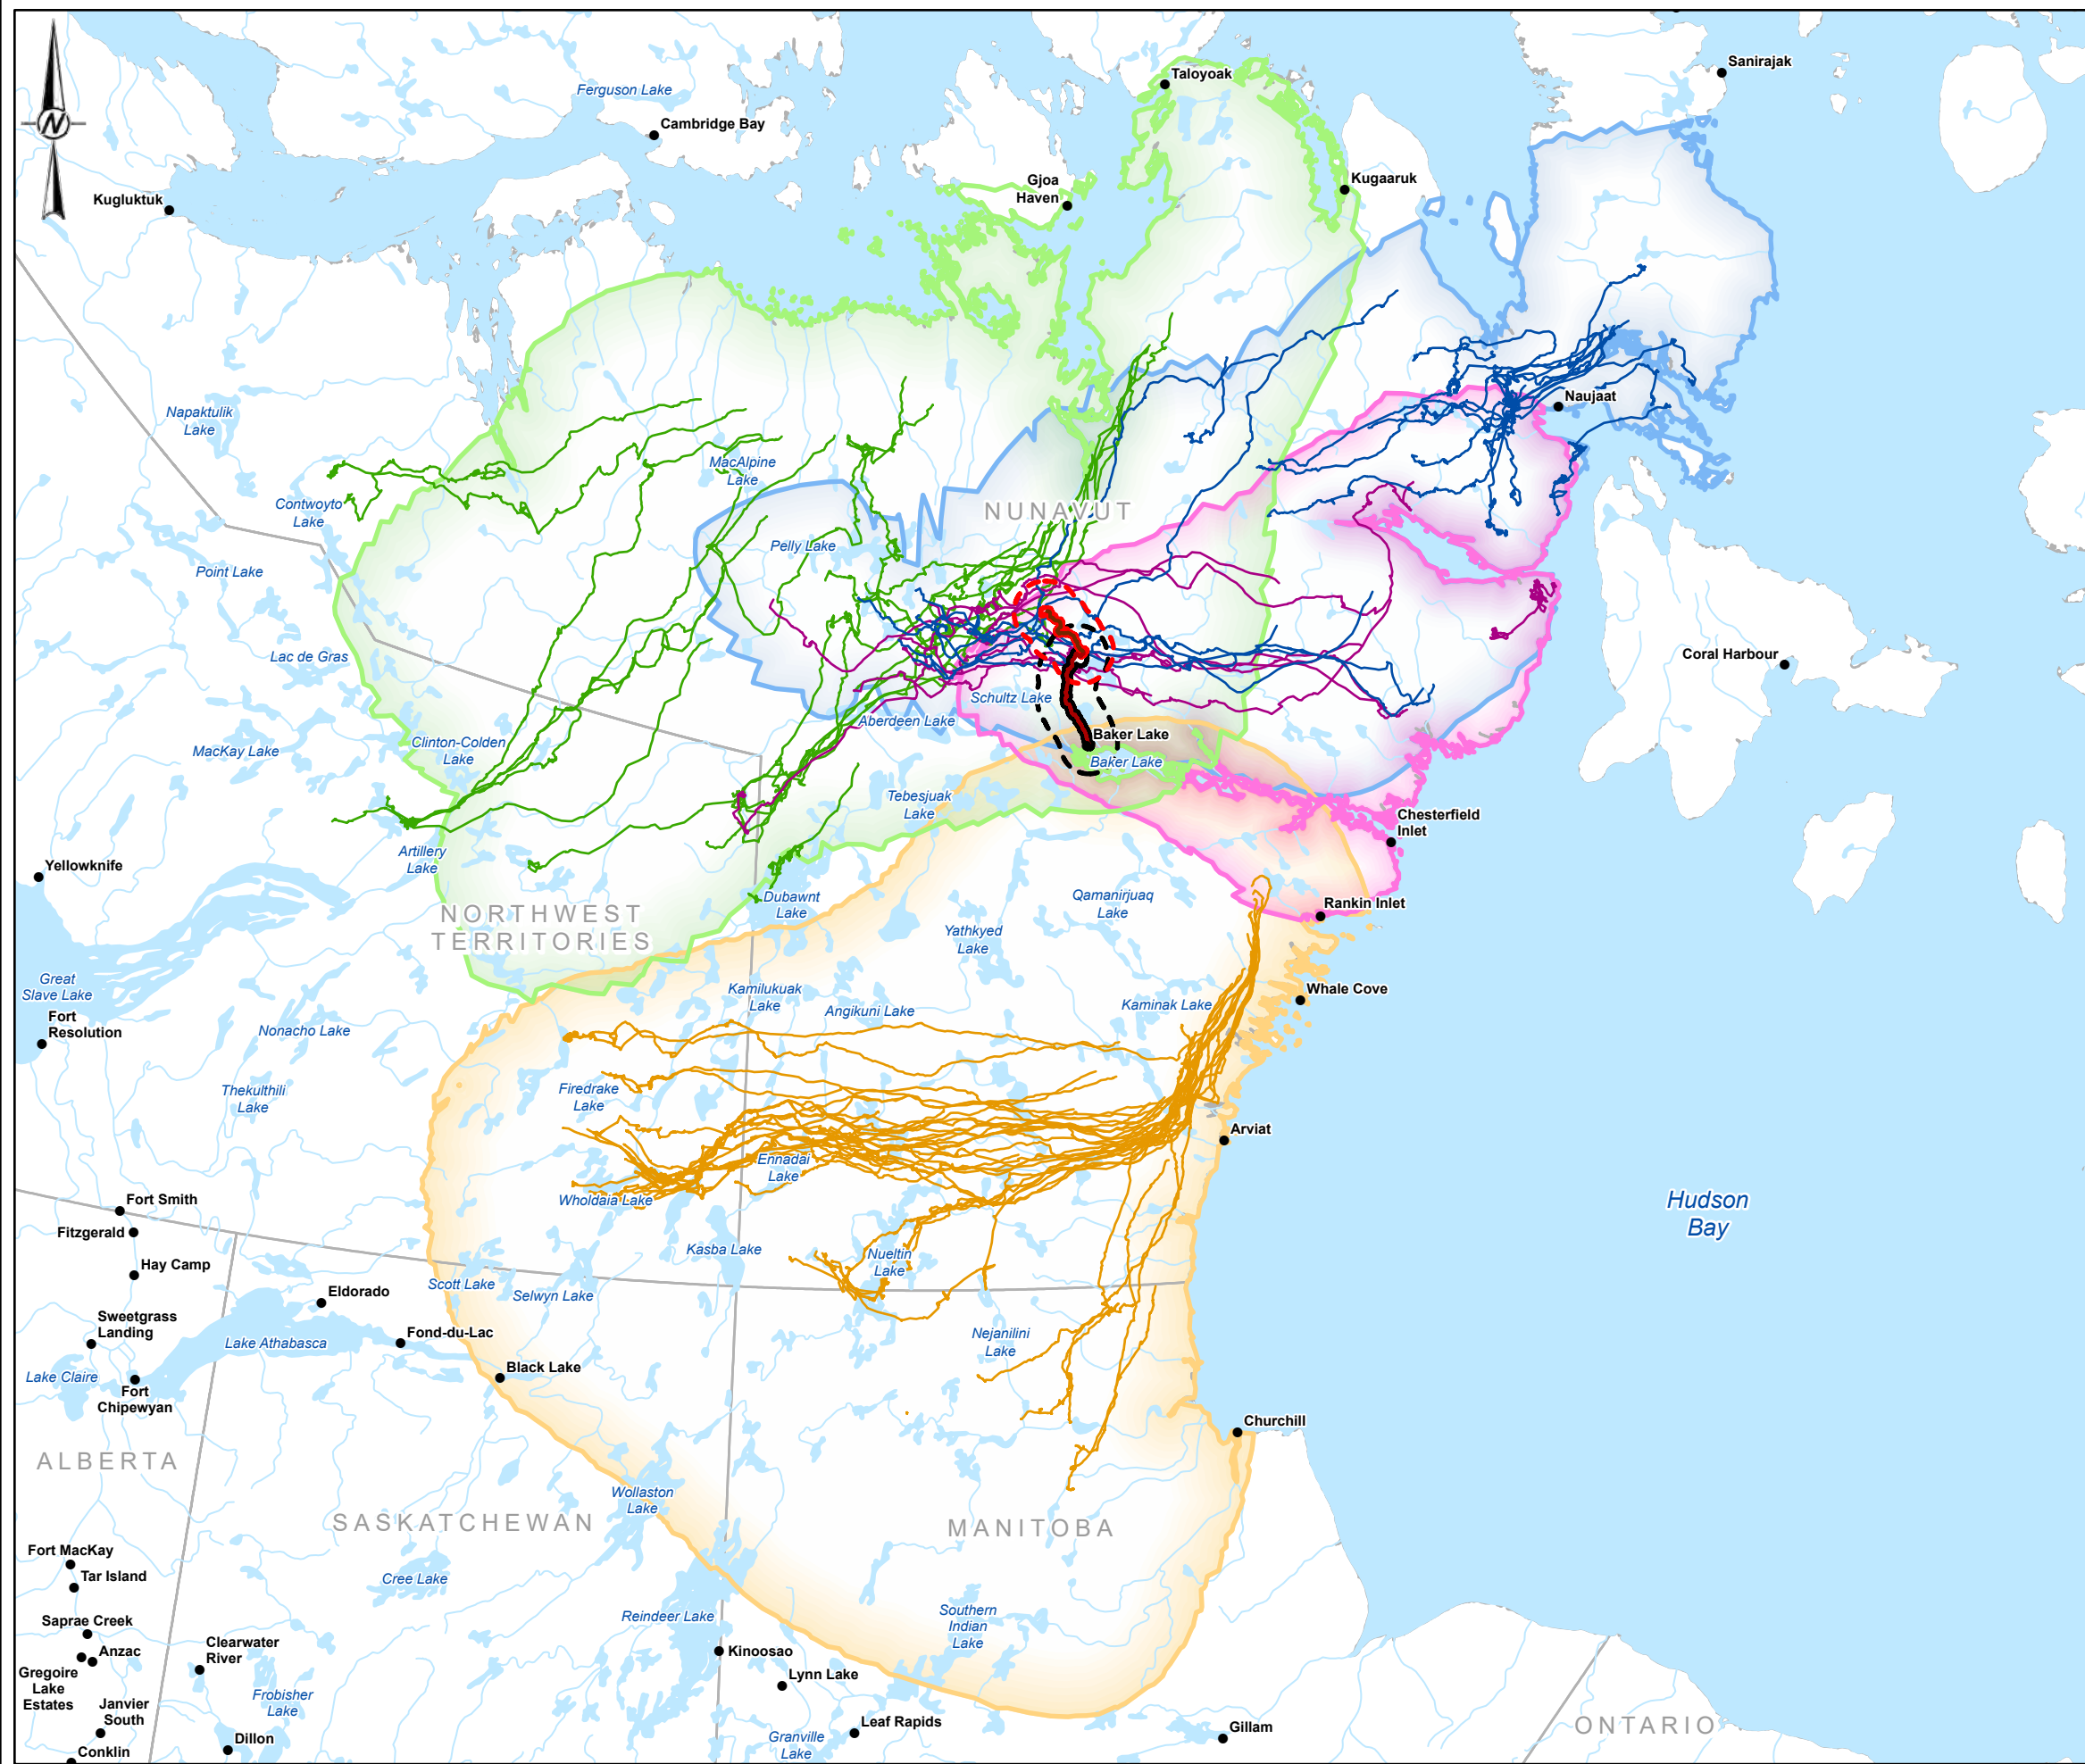 Sanirajak
Taloyoak
Ferguson Lake
Cambridge Bay
N
Kugaaruk
Gjoa
Haven
Kugluktuk
Naujaat
Napaktulik
Lake
MacAlpine
Lake
Contwoyto
Lake
NUNAVUT
Pelly Lake
Point Lake
Lac de Gras
Coral Harbour
Schultz Lake
Aberdeen Lake
Baker Lake
Clinton-Colden
Lake
MacKay Lake
Baker Lake
Tebesjuak
Lake
Chesterfield
Inlet
Artillery
Lake
Yellowknife
Dubawnt
Lake
Qamanirjuaq
Lake
Rankin Inlet
NORTHWEST
TERRITORIES
Yathkyed
Lake
Great
Slave Lake
Kamilukuak
Lake
Whale Cove
Angikuni Lake
Kaminak Lake
Fort
Resolution
Nonacho Lake
Thekulthili
Lake
Firedrake
Lake
Arviat
Ennadai
Lake
Wholdaia Lake
Hudson
Bay
Fort Smith
Fitzgerald
Kasba Lake
Nueltin
Lake
Hay Camp
Scott Lake
Selwyn Lake
Eldorado
Sweetgrass
Landing
Lake Athabasca
Fond-du-Lac
Nejanilini
Lake
Lake Claire
Black Lake
Fort
Chipewyan
Churchill
ALBERTA
Wollaston
Lake
SASKATCHEWAN
MANITOBA
Fort MacKay
Tar Island
Cree Lake
Saprae Creek
Reindeer Lake
Southern
Indian
Lake
Anzac
Clearwater
River
Kinoosao
Gregoire
Lake
Estates
Lynn Lake
Frobisher
Lake
Janvier
South
Leaf Rapids
Gillam
ONTARIO
Dillon
Granville
Lake
Conklin